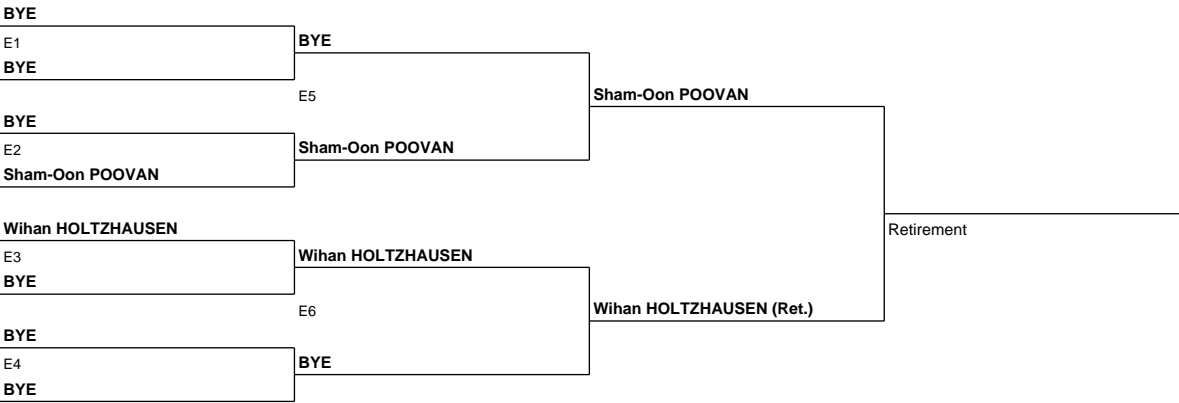 BYE
E1
BYE
BYE
E5
Sham-Oon POOVAN
BYE
E2
Sham-Oon POOVAN
Sham-Oon POOVAN
Wihan HOLTZHAUSEN
Retirement
E3
Wihan HOLTZHAUSEN
BYE
E6
Wihan HOLTZHAUSEN (Ret.)
BYE
E4
BYE
BYE